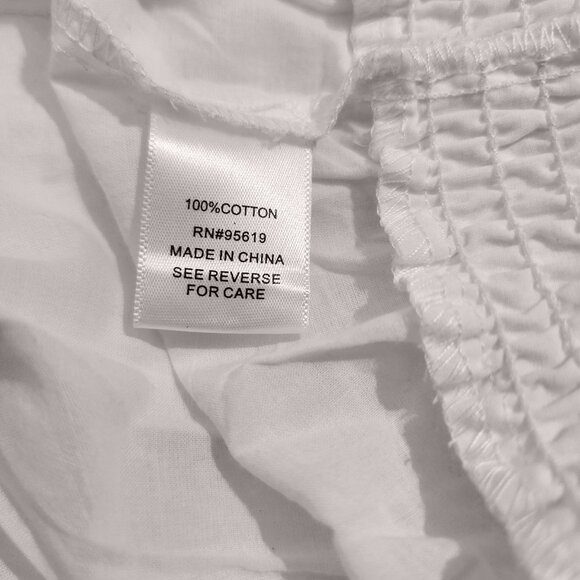 100%COTTON
RN#95619
MADE IN CHINA
SEE REVERSE
FOR CARE